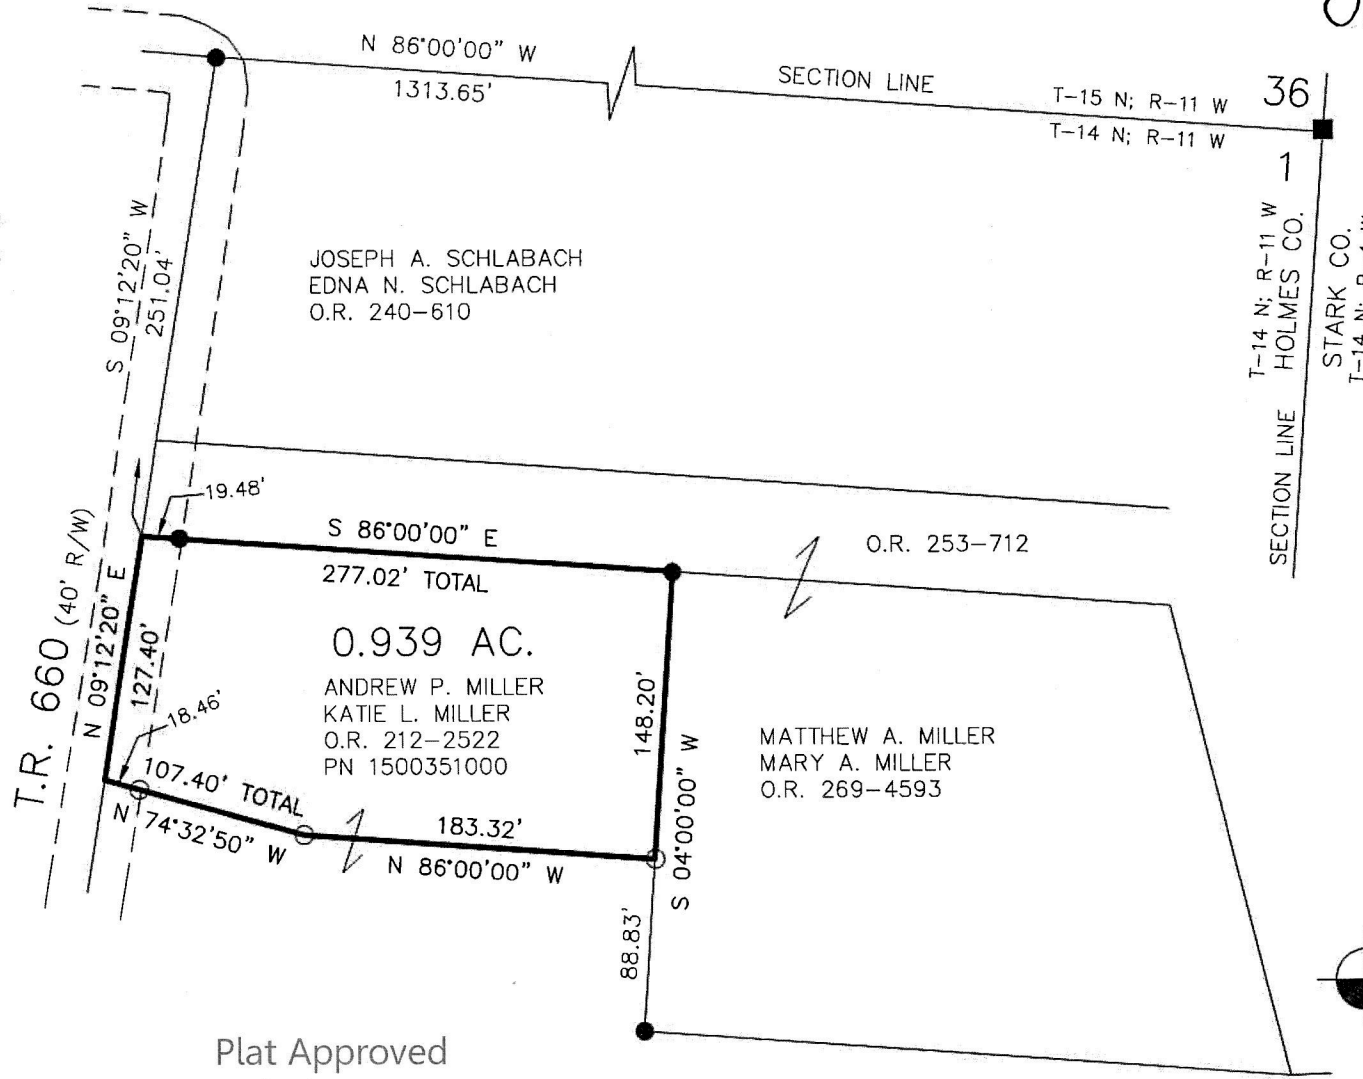 N 86°00'00" W
1313.65'
SECTION LINE
T-15 N; R-11 W
36
T-14 N; R-11 W
1
T-14 N; R-11 W
HOLMES CO.
SECTION LINE
STARK CO.
S 09°12'20" W
251.04'
JOSEPH A. SCHLABACH
EDNA N. SCHLABACH
O.R. 240-610
19.48'
S 86°00'00" E
277.02' TOTAL
O.R. 253-712
T.R. 660 (40' R/W)
N 09°12'20" E
127.40'
0.939 AC.
ANDREW P. MILLER
KATIE L. MILLER
O.R. 212-2522
PN 1500351000
18.46'
148.20'
S 04°00'00" W
MATTHEW A. MILLER
MARY A. MILLER
O.R. 269-4593
107.40' TOTAL
N 74°32'50" W
183.32'
N 86°00'00" W
88.83'
Plat Approved